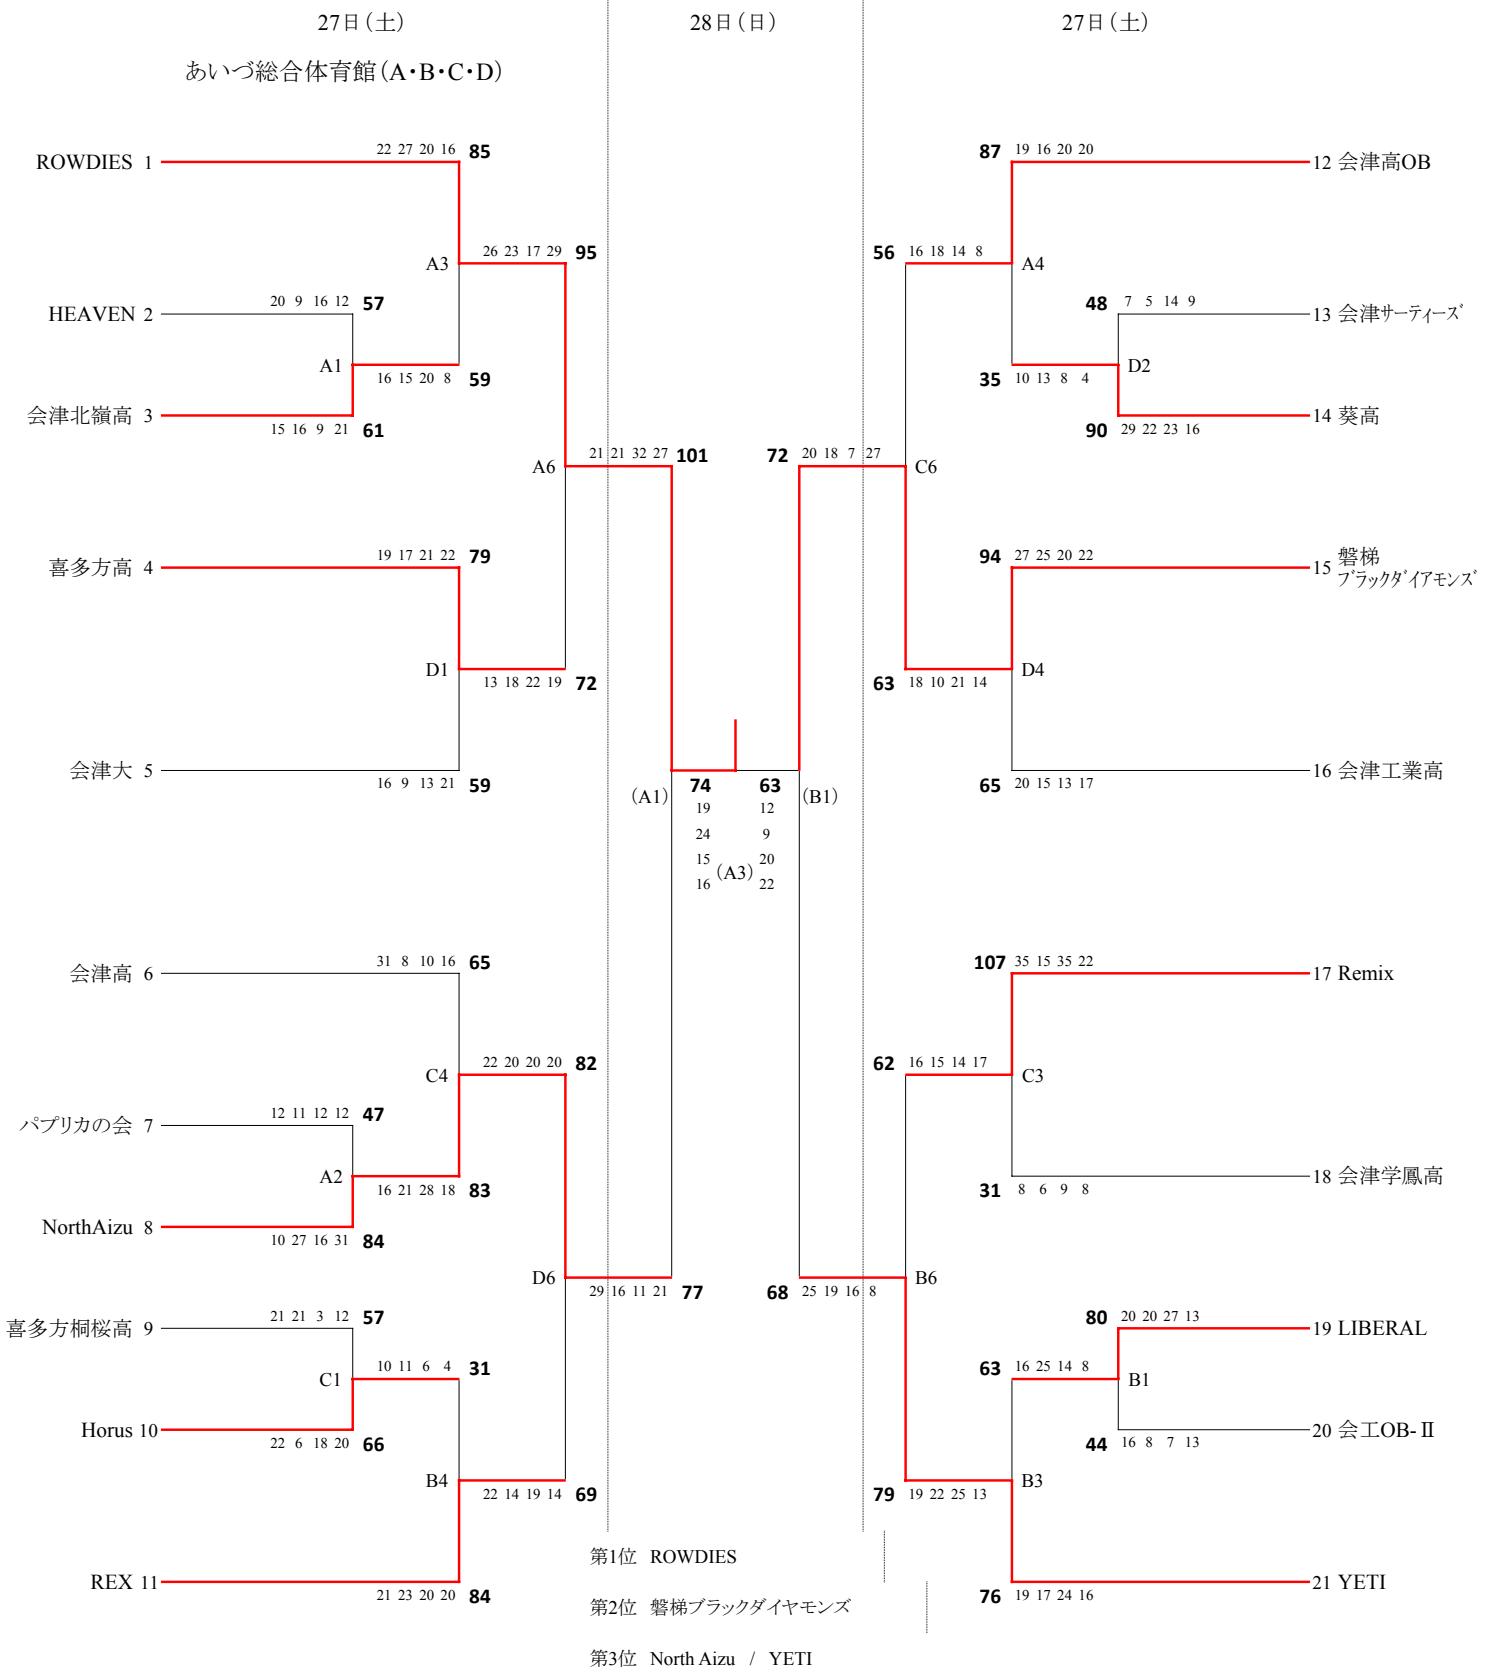 27日（土） 28日（日） 27日（土）
あいづ総合体育館（A・B・C・D）
22 27 20 16 85 87 19 16 20 20
ROWDIES 1 12 会津高OB
26 23 17 29 95 56 16 18 14 8
A3 A4
20 9 16 12 57 48 7 5 14 9
HEAVEN 2 13 会津サーティーズ
A1 D2
16 15 20 8 59 35 10 13 8 4
会津北嶺高 3 14 葵高
15 16 9 21 61 90 29 22 23 16
21 21 32 27 101 72 20 18 7 27
A6 C6
19 17 21 22 79 94 27 25 20 22
喜多方高 4 15 磐梯
ブラックダイアモンズ
D1 D4
13 18 22 19 72 63 18 10 21 14
会津大 5 16 会津工業高
16 9 13 21 59 74 63 65 20 15 13 17
（A1） （B1）
19 12
24 9
15 20
（A3）
16 22
31 8 10 16 65 107 35 15 35 22
会津高 6 17 Remix
22 20 20 20 82 62 16 15 14 17
C4 C3
12 11 12 12 47
パプリカの会 7
A2 18 会津学鳳高
16 21 28 18 83 31 8 6 9 8
NorthAizu 8
10 27 16 31 84
D6 B6
29 16 11 21 77 68 25 19 16 8
21 21 3 12 57 80 20 20 27 13
喜多方桐桜高 9 19 LIBERAL
10 11 6 4 31 63 16 25 14 8
C1 B1
Horus 10 20 会工OB-Ⅱ
22 6 18 20 66 44 16 8 7 13
B4 B3
22 14 19 14 69 79 19 22 25 13
第1位 ROWDIES
REX 11 21 YETI
21 23 20 20 84 76 19 17 24 16
第2位 磐梯ブラックダイヤモンズ
第3位 North Aizu / YETI